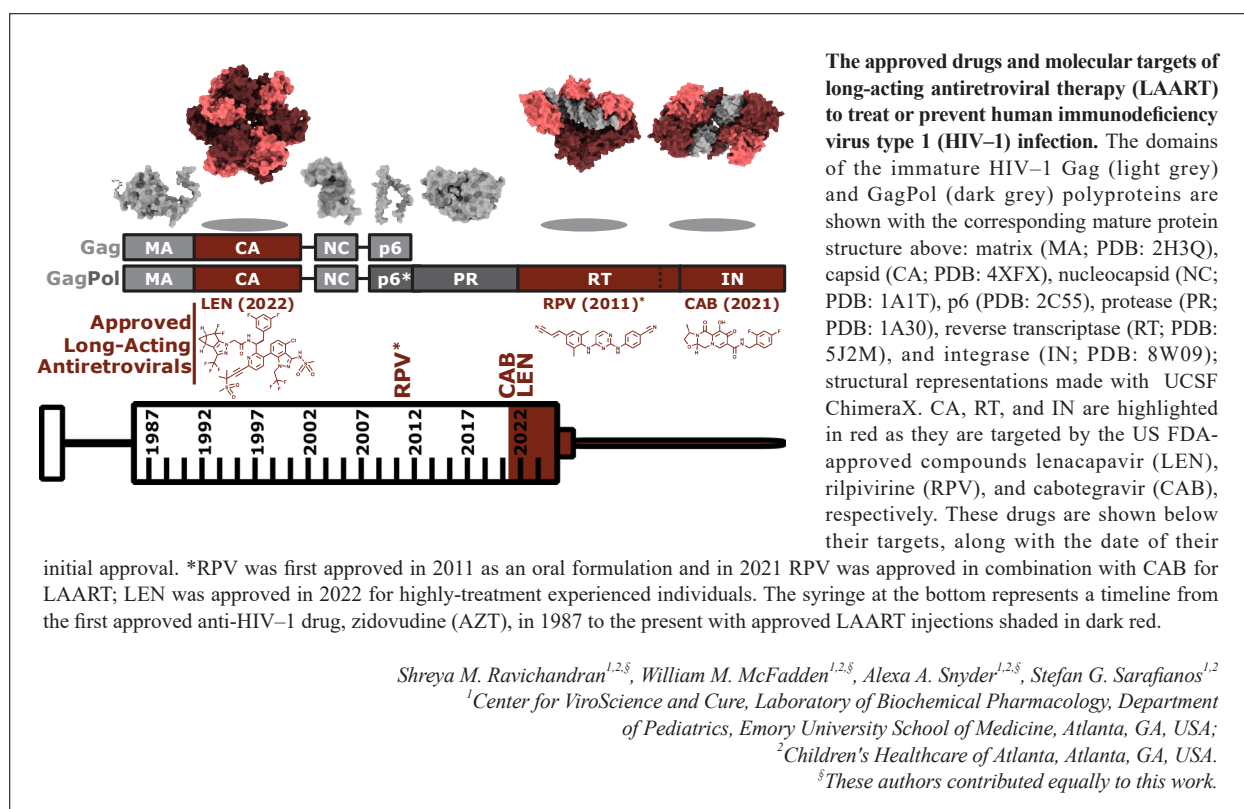 The approved drugs and molecular targets of
long-acting antiretroviral therapy (LAART)
to treat or prevent human immunodeficiency
virus type 1 (HIV–1) infection. The domains
of the immature HIV–1 Gag (light grey)
and GagPol (dark grey) polyproteins are
shown with the corresponding mature protein
structure above: matrix (MA; PDB: 2H3Q),
capsid (CA; PDB: 4XFX), nucleocapsid (NC;
PDB: 1A1T), p6 (PDB: 2C55), protease (PR;
PDB: 1A30), reverse transcriptase (RT; PDB:
5J2M), and integrase (IN; PDB: 8W09);
structural representations made with UCSF
ChimeraX. CA, RT, and IN are highlighted
in red as they are targeted by the US FDA-
approved compounds lenacapavir (LEN),
rilpivirine (RPV), and cabotegravir (CAB),
respectively. These drugs are shown below
their targets, along with the date of their
initial approval. *RPV was first approved in 2011 as an oral formulation and in 2021 RPV was approved in combination with CAB for
LAART; LEN was approved in 2022 for highly-treatment experienced individuals. The syringe at the bottom represents a timeline from
the first approved anti-HIV–1 drug, zidovudine (AZT), in 1987 to the present with approved LAART injections shaded in dark red.
Gag MA CA NC p6
GagPol MA CA NC p6* PR RT IN
LEN (2022) RPV (2011)* CAB (2021)
Approved
Long-Acting
Antiretrovirals
RPV* CAB LEN
1987 1992 1997 2002 2007 2012 2017 2022
Shreya M. Ravichandran1,2,§, William M. McFadden1,2,§, Alexa A. Snyder1,2,§, Stefan G. Sarafianos1,2
1Center for ViroScience and Cure, Laboratory of Biochemical Pharmacology, Department
of Pediatrics, Emory University School of Medicine, Atlanta, GA, USA;
2Children's Healthcare of Atlanta, Atlanta, GA, USA.
§These authors contributed equally to this work.